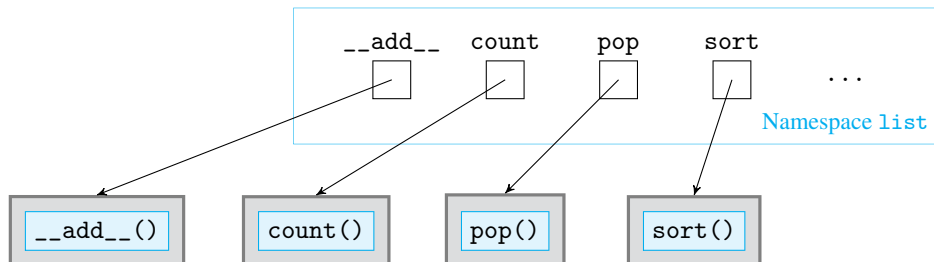 __add__ count pop sort
...
Namespace list
__add__() count() pop() sort()